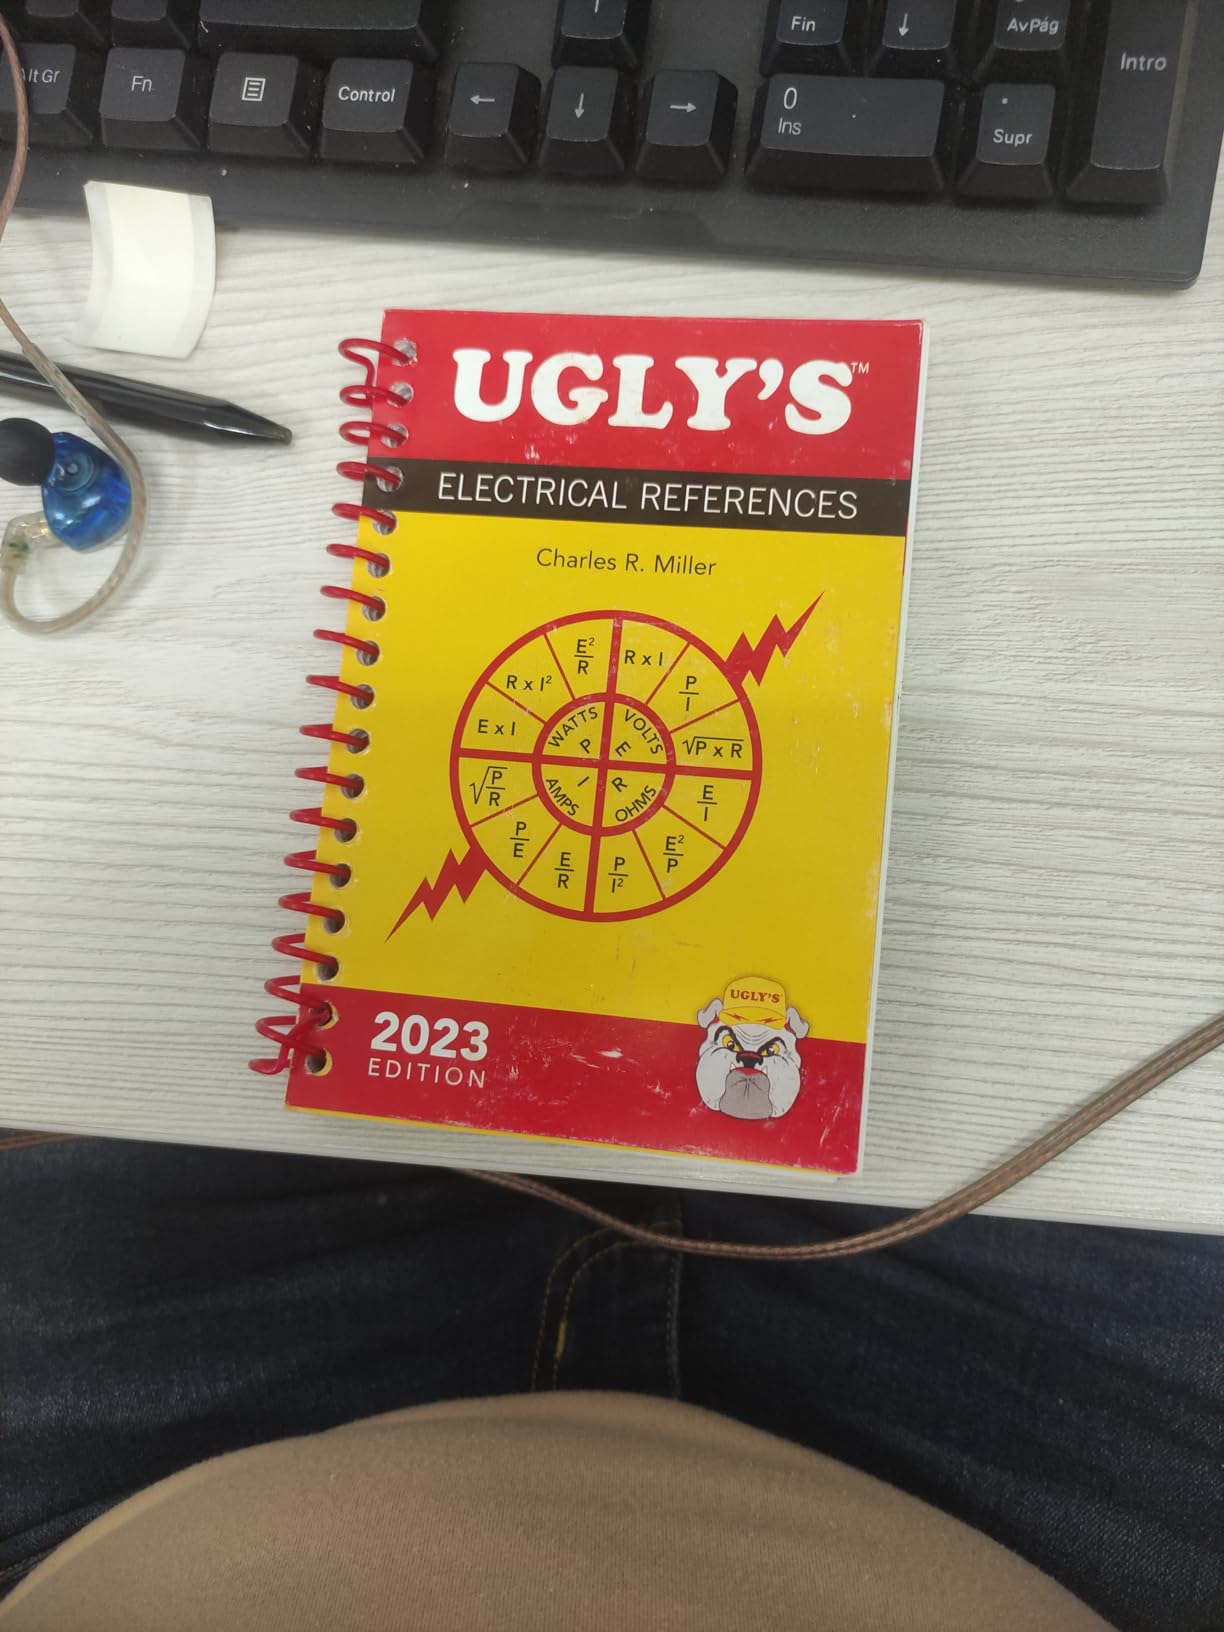 Fin
↓
AvPág
Intro
Alt Gr
Fn
Control
←
↓
→
0
Ins
.
Supr
UGLY'S™
ELECTRICAL REFERENCES
Charles R. Miller
E²/R
R x I
R x I²
P/I
E x I
√P x R
WATTS
P
VOLTS
E
AMPS
I
OHMS
R
√P/R
E/I
P/E
E²/P
E/R
P/I²
UGLY'S
2023
EDITION